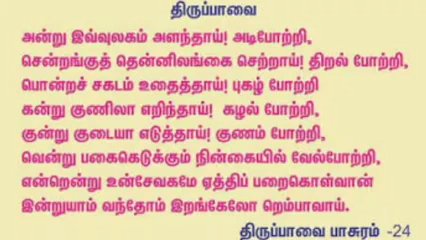 திருப்பாவை
அன்று இவ்வுலகம் அளந்தாய்! அடிபோற்றி,
சென்றங்குத் தென்னிலங்கை செற்றாய்! திறல் போற்றி,
பொன்றச் சகடம் உதைத்தாய்! புகழ் போற்றி
கன்று குணிலா எறிந்தாய்! கழல் போற்றி,
குன்று குடையா எடுத்தாய்! குணம் போற்றி,
வென்று பகைகெடுக்கும் நின்கையில் வேல்போற்றி,
என்றென்று உன்சேவகமே ஏத்திப் பறைகொள்வான்
இன்றுயாம் வந்தோம் இறங்கேலோ ரெம்பாவாய்.
திருப்பாவை பாசுரம் -24